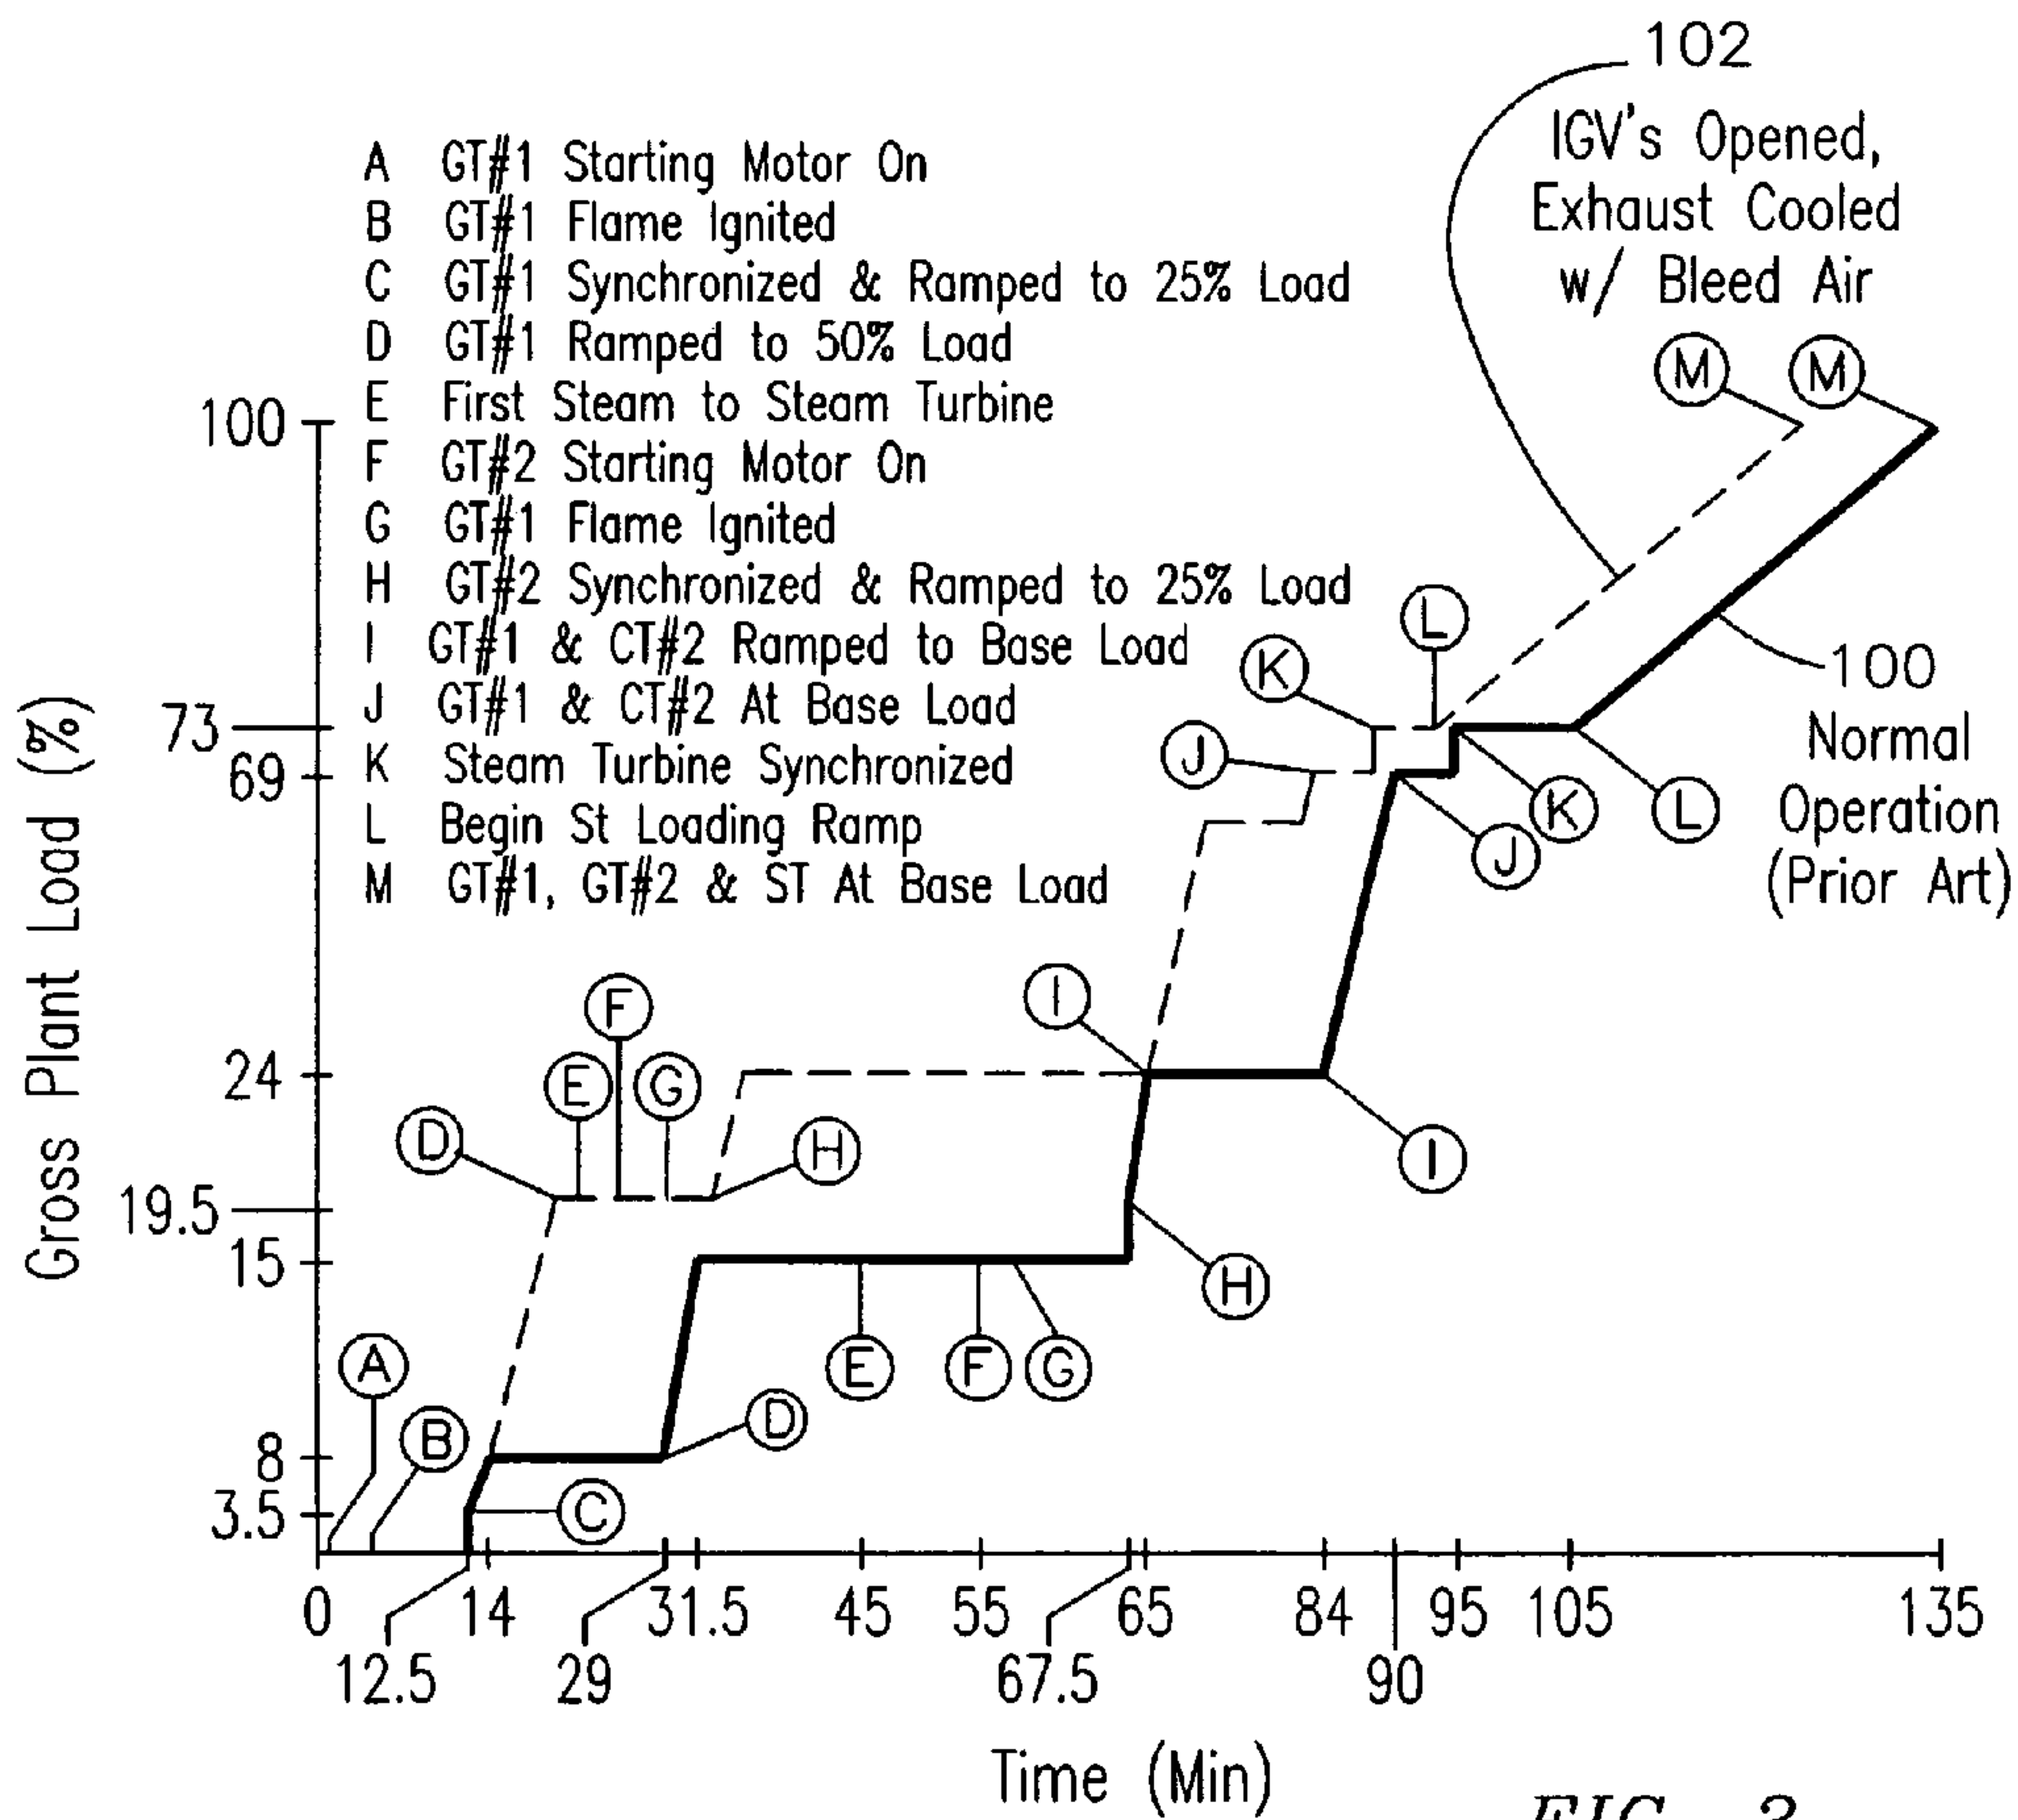 102
IGV's Opened,
Exhaust Cooled
w/ Bleed Air
A GT#1 Starting Motor On
B GT#1 Flame Ignited
C GT#1 Synchronized & Ramped to 25% Load
D GT#1 Ramped to 50% Load
E First Steam to Steam Turbine
F GT#2 Starting Motor On
G GT#1 Flame Ignited
H GT#2 Synchronized & Ramped to 25% Load
I GT#1 & CT#2 Ramped to Base Load
J GT#1 & CT#2 At Base Load
K Steam Turbine Synchronized
L Begin St Loading Ramp
M GT#1, GT#2 & ST At Base Load
M M
L
K
J
100
Normal
Operation
(Prior Art)
K L
J
I
F
E G
D H
I
H
E F G
D
A
B
C
Gross Plant Load (%)
100
73
69
24
19.5
15
8
3.5
0 14 31.5 45 55 65 84 95 105 135
12.5 29 67.5 90
Time (Min)
FIG. 3